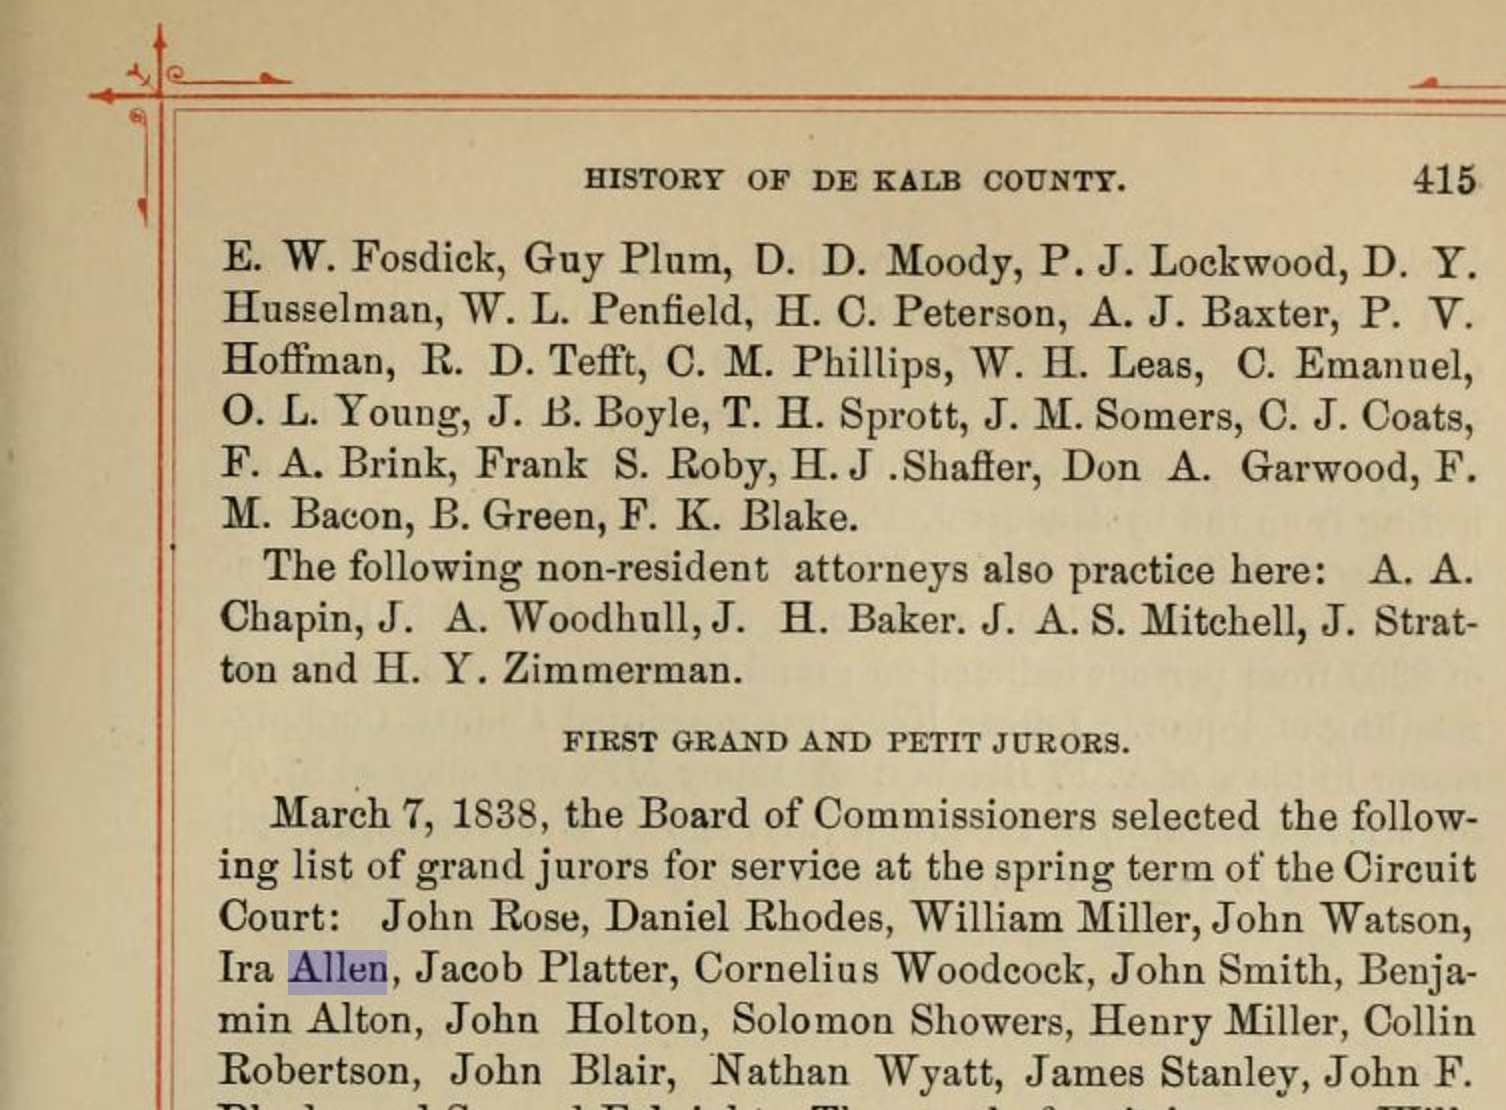 HISTORY OF DE KALB COUNTY. 415
E. W. Fosdick, Guy Plum, D. D. Moody, P. J. Lockwood, D. Y.
Husselman, W. L. Penfield, H. C. Peterson, A. J. Baxter, P. V.
Hoffman, R. D. Tefft, C. M. Phillips, W. H. Leas, C. Emanuel,
O. L. Young, J. B. Boyle, T. H. Sprott, J. M. Somers, C. J. Coats,
F. A. Brink, Frank S. Roby, H. J .Shaffer, Don A. Garwood, F.
M. Bacon, B. Green, F. K. Blake.
The following non-resident attorneys also practice here: A. A.
Chapin, J. A. Woodhull, J. H. Baker. J. A. S. Mitchell, J. Strat-
ton and H. Y. Zimmerman.
FIRST GRAND AND PETIT JURORS.
March 7, 1838, the Board of Commissioners selected the follow-
ing list of grand jurors for service at the spring term of the Circuit
Court: John Rose, Daniel Rhodes, William Miller, John Watson,
Ira Allen, Jacob Platter, Cornelius Woodcock, John Smith, Benja-
min Alton, John Holton, Solomon Showers, Henry Miller, Collin
Robertson, John Blair, Nathan Wyatt, James Stanley, John F.